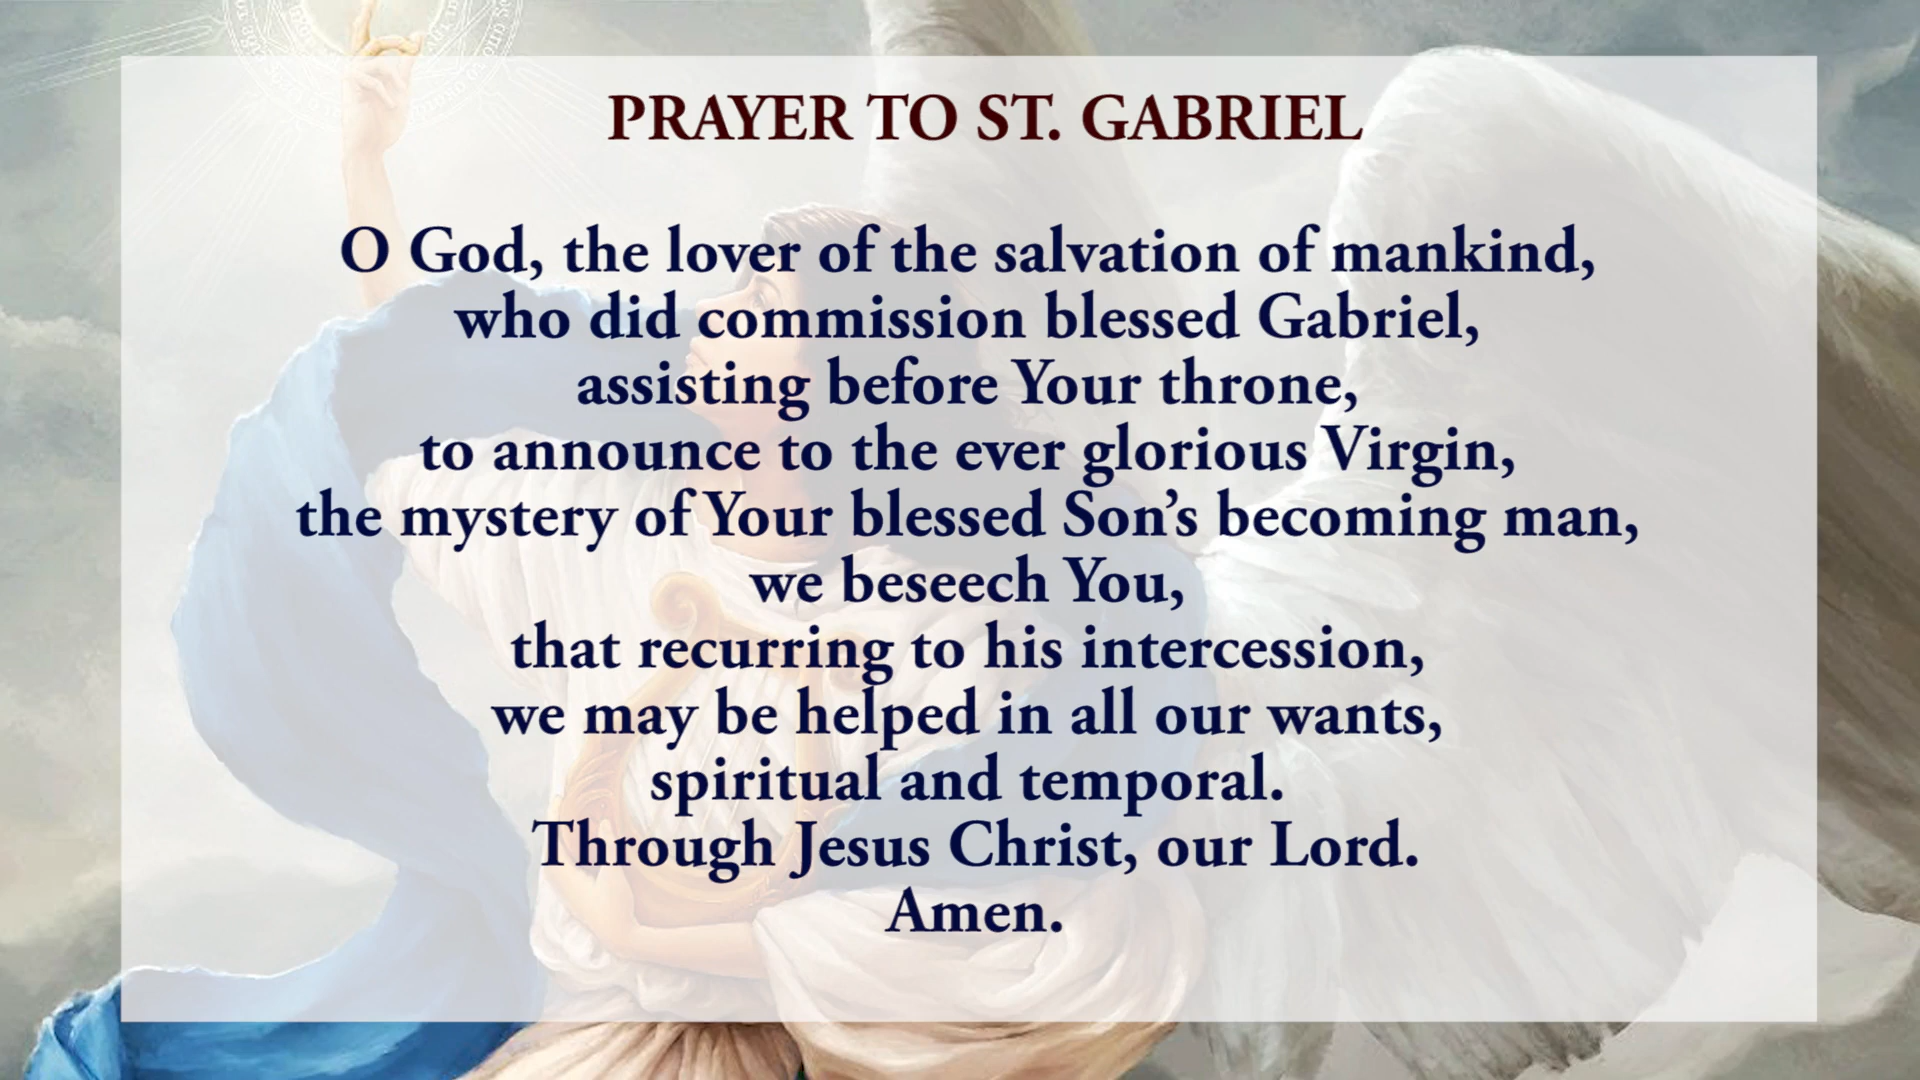 PRAYER TO ST. GABRIEL
O God, the lover of the salvation of mankind,
who did commission blessed Gabriel,
assisting before Your throne,
to announce to the ever glorious Virgin,
the mystery of Your blessed Son’s becoming man,
we beseech You,
that recurring to his intercession,
we may be helped in all our wants,
spiritual and temporal.
Through Jesus Christ, our Lord.
Amen.